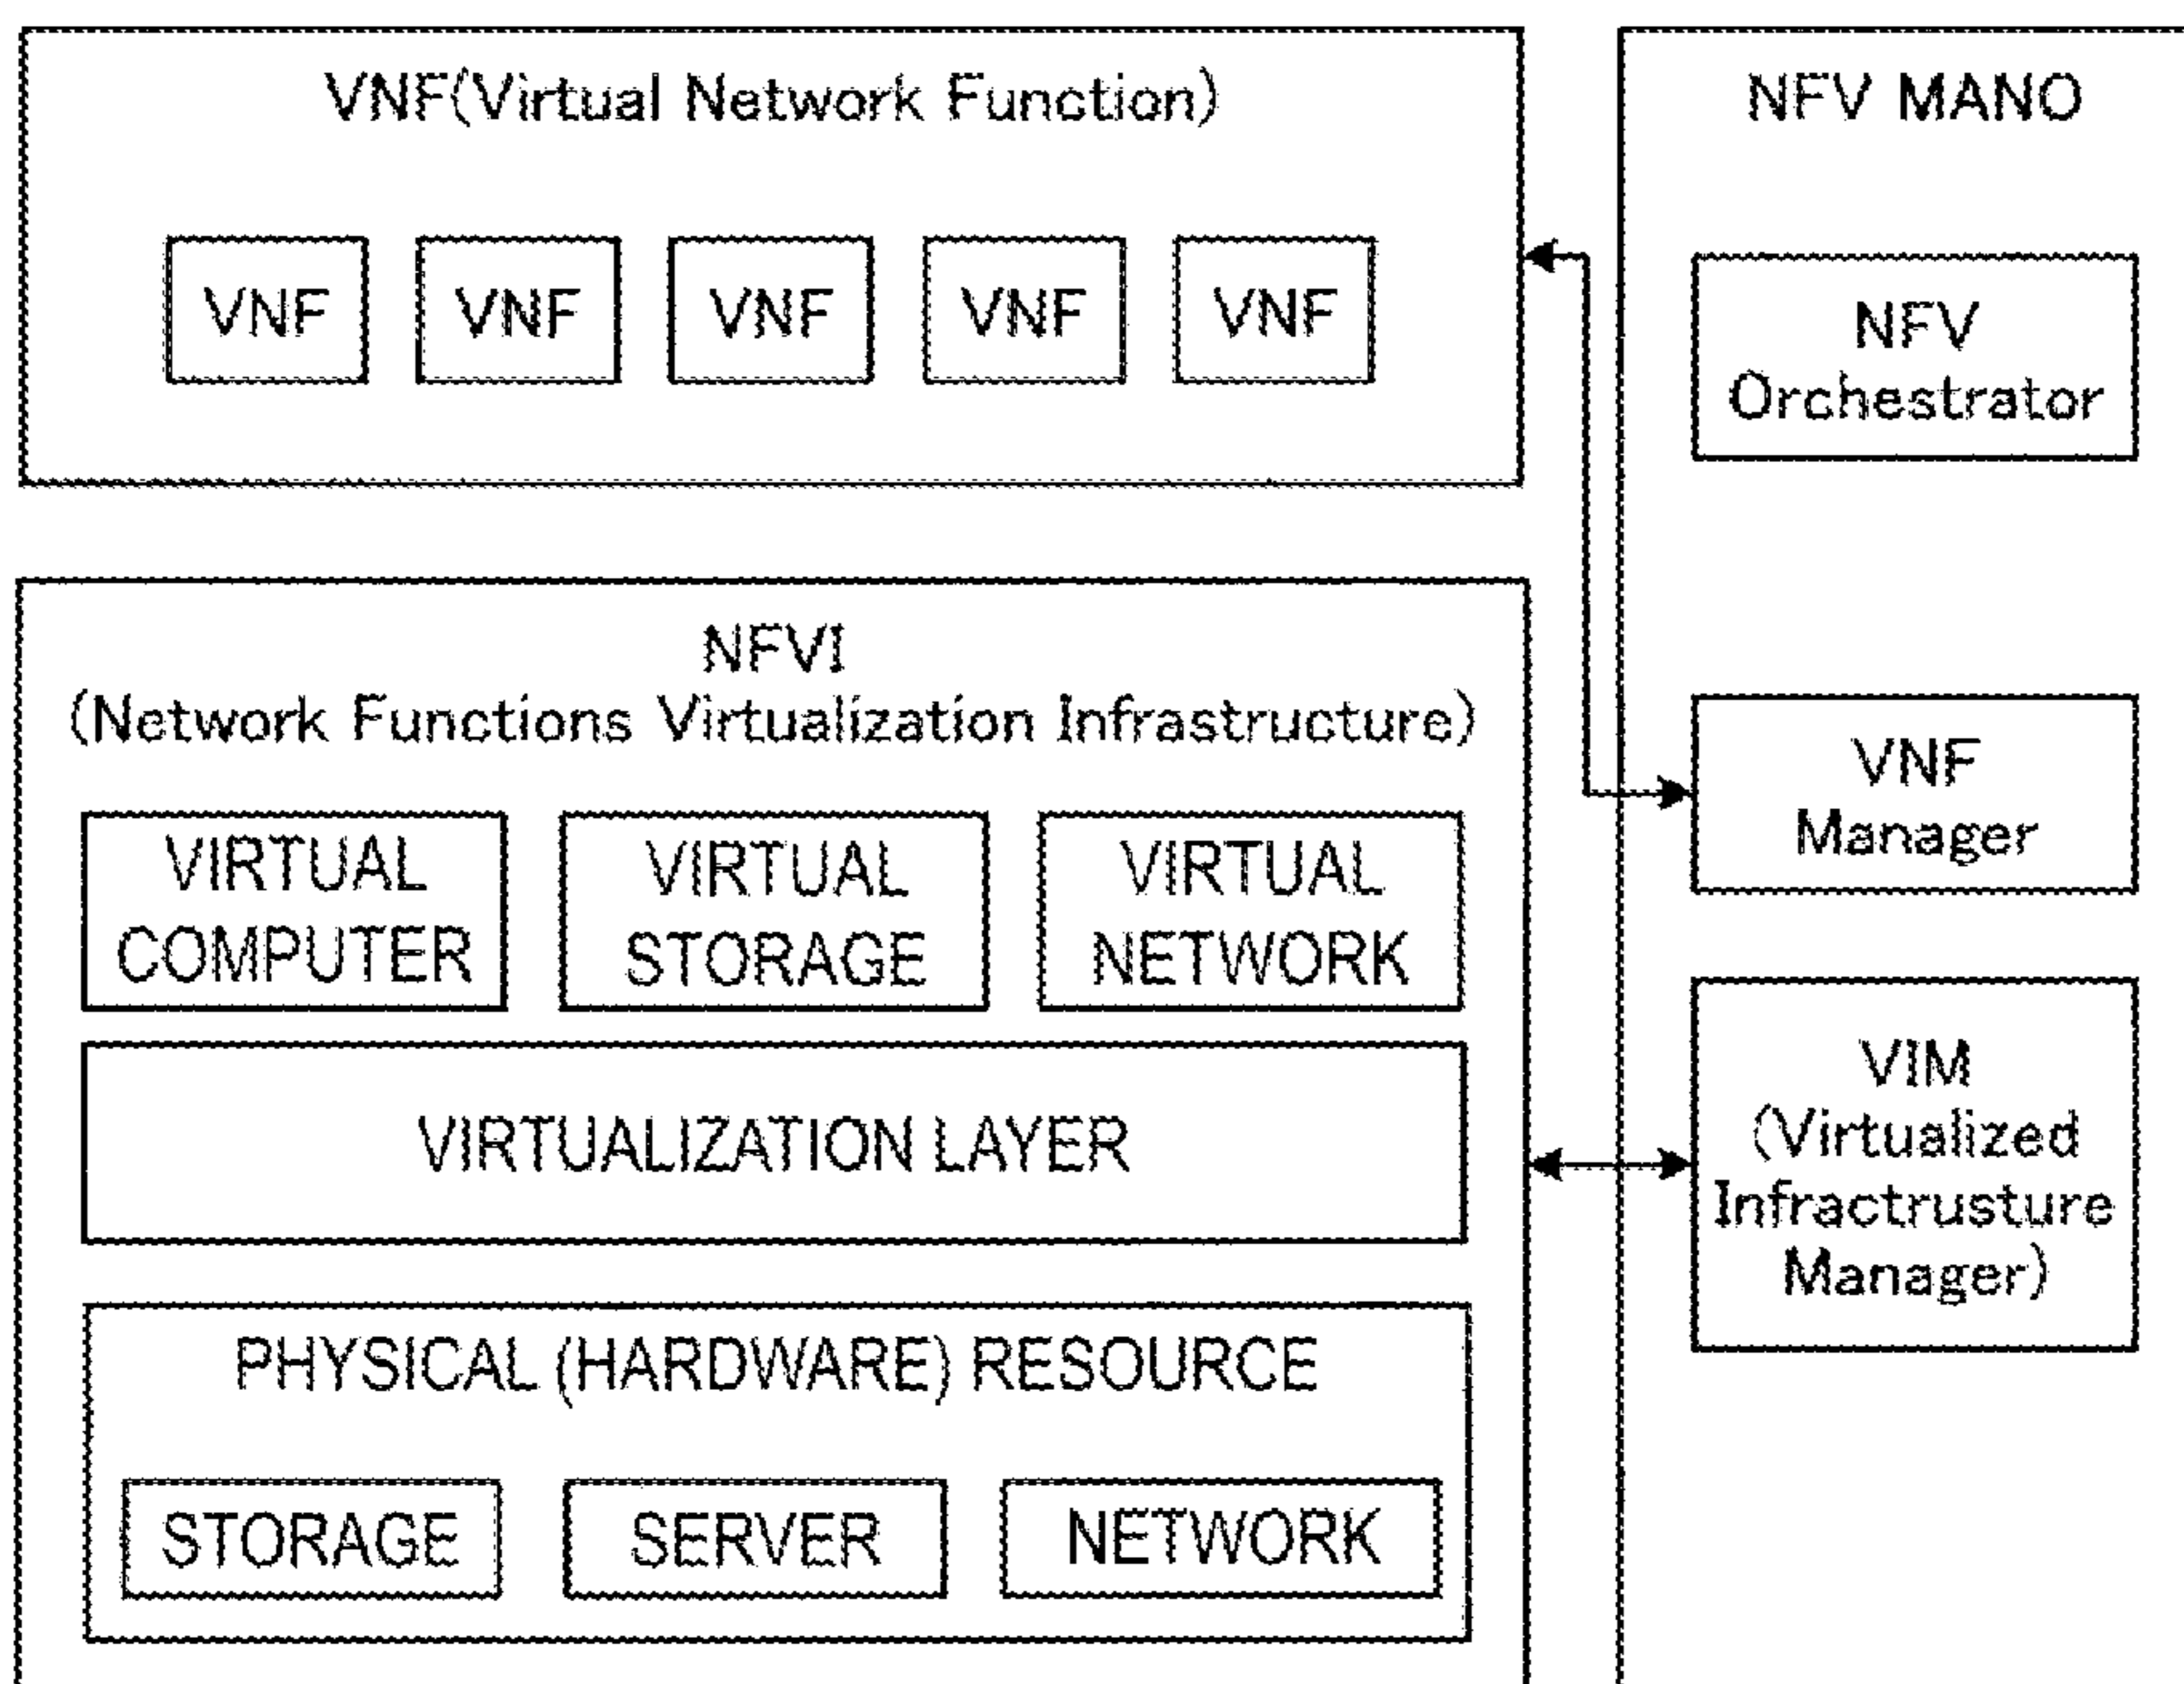 VNF(Virtual Network Function)
VNF VNF VNF VNF VNF
NFVI
(Network Functions Virtualization Infrastructure)
VIRTUAL
COMPUTER
VIRTUAL
STORAGE
VIRTUAL
NETWORK
VIRTUALIZATION LAYER
PHYSICAL (HARDWARE) RESOURCE
STORAGE
SERVER
NETWORK
NFV MANO
NFV
Orchestrator
VNF
Manager
VIM
(Virtualized
Infractrusture
Manager)